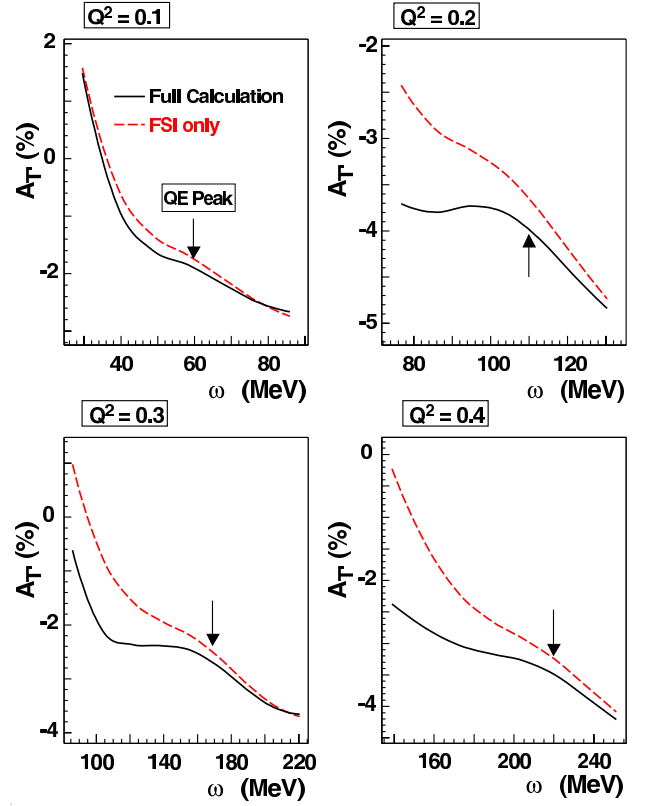 Q² = 0.1
2
0
-2
A_T' (%)
Full Calculation
FSI only
QE Peak
40 60 80
ω (MeV)
Q² = 0.2
-2
-3
-4
-5
A_T' (%)
80 100 120
ω (MeV)
Q² = 0.3
0
-2
-4
A_T' (%)
100 140 180 220
ω (MeV)
Q² = 0.4
0
-2
-4
A_T' (%)
160 200 240
ω (MeV)